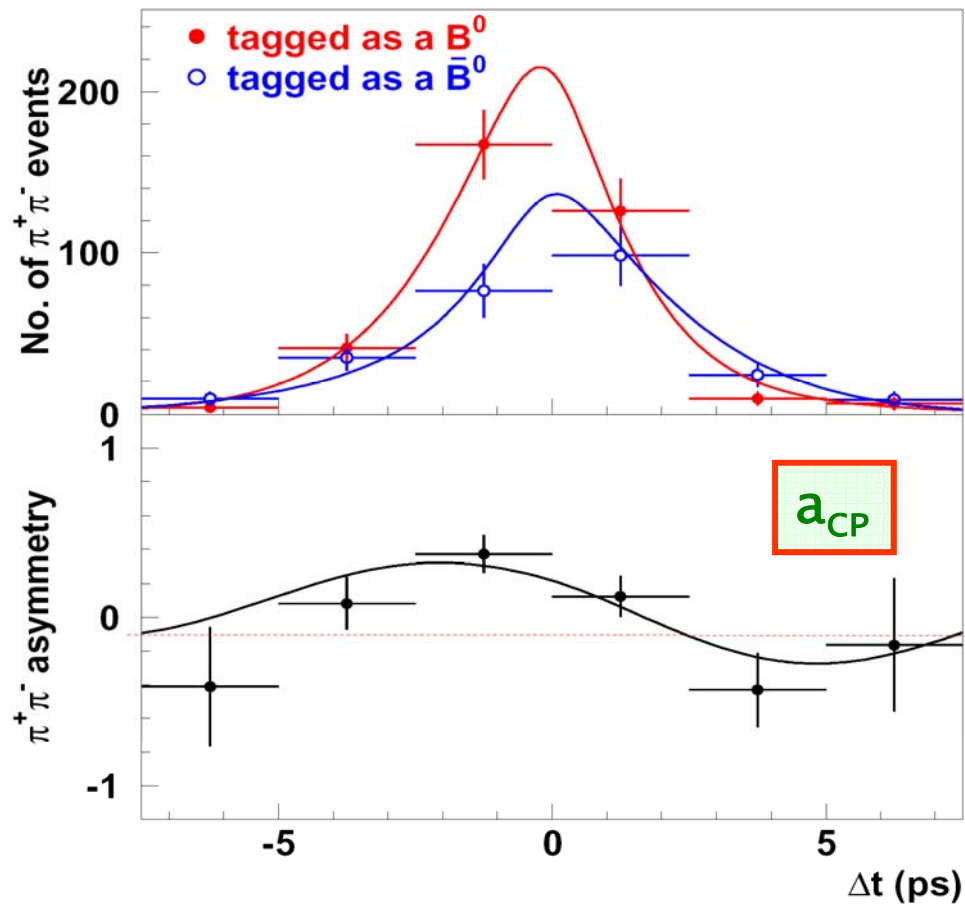 tagged as a B⁰
tagged as a B̅⁰
No. of π⁺π⁻ events
200
100
0
π⁺π⁻ asymmetry
1
0
-1
a_CP
-5
0
5
Δt (ps)